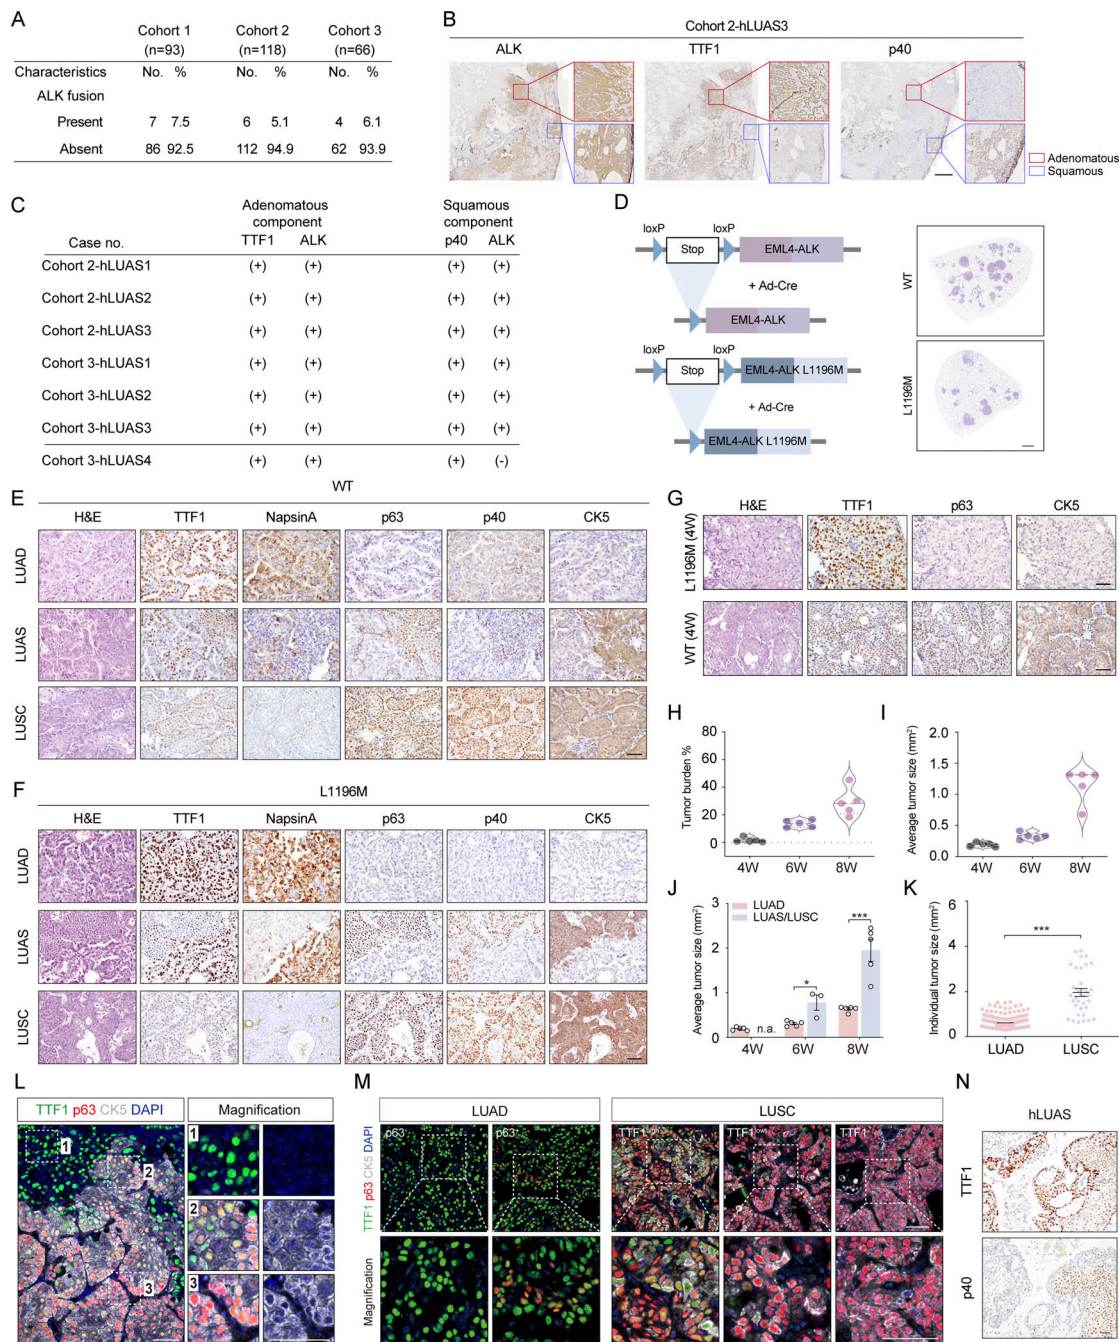 A
Cohort 1 Cohort 2 Cohort 3
(n=93) (n=118) (n=66)
Characteristics No. % No. % No. %
ALK fusion
Present 7 7.5 6 5.1 4 6.1
Absent 86 92.5 112 94.9 62 93.9
B
Cohort 2-hLUAS3
ALK TTF1 p40
Adenomatous
Squamous
C
Adenomatous Squamous
component component
Case no. TTF1 ALK p40 ALK
Cohort 2-hLUAS1 (+) (+) (+) (+)
Cohort 2-hLUAS2 (+) (+) (+) (+)
Cohort 2-hLUAS3 (+) (+) (+) (+)
Cohort 3-hLUAS1 (+) (+) (+) (+)
Cohort 3-hLUAS2 (+) (+) (+) (+)
Cohort 3-hLUAS3 (+) (+) (+) (+)
Cohort 3-hLUAS4 (+) (+) (+) (-)
D
loxP loxP
Stop EML4-ALK
+ Ad-Cre
EML4-ALK
loxP loxP
Stop EML4-ALK L1196M
+ Ad-Cre
EML4-ALK L1196M
WT
L1196M
E
WT
H&E TTF1 NapsinA p63 p40 CK5
LUAD
LUAS
LUSC
F
L1196M
H&E TTF1 NapsinA p63 p40 CK5
LUAD
LUAS
LUSC
G
H&E TTF1 p63 CK5
L1196M (4W)
WT (4W)
H
Tumor burden %
80
60
40
20
0
4W 6W 8W
I
Average tumor size (mm²)
2.0
1.5
1.0
0.5
0.0
4W 6W 8W
J
Average tumor size (mm²)
LUAD
LUAS/LUSC
3
2
1
0
n.a. * ***
4W 6W 8W
K
Individual tumor size (mm²)
6
4
2
0
***
LUAD LUSC
L
TTF1 p63 CK5 DAPI Magnification
1
2
3
1
2
3
M
LUAD LUSC
TTF1 p63 CK5 DAPI
p63 p63 TTF1 TTF1 TTF1
Magnification
N
hLUAS
TTF1
p40